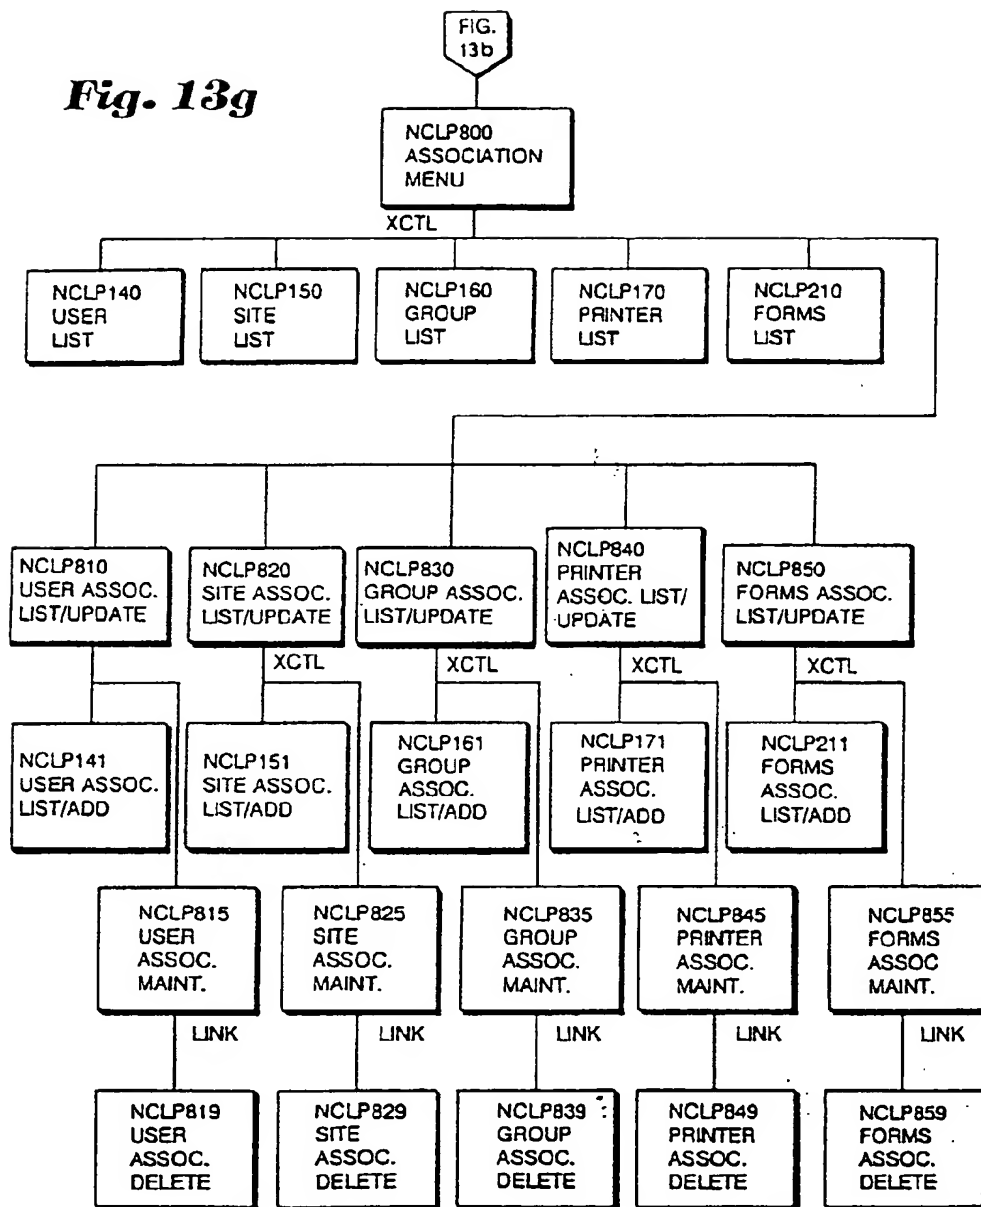 FIG.
13b
Fig. 13g
NCLP800
ASSOCIATION
MENU
XCTL
NCLP140
USER
LIST
NCLP150
SITE
LIST
NCLP160
GROUP
LIST
NCLP170
PRINTER
LIST
NCLP210
FORMS
LIST
NCLP810
USER ASSOC.
LIST/UPDATE
NCLP820
SITE ASSOC.
LIST/UPDATE
NCLP830
GROUP ASSOC.
LIST/UPDATE
NCLP840
PRINTER
ASSOC. LIST/
UPDATE
NCLP850
FORMS ASSOC.
LIST/UPDATE
XCTL
XCTL
XCTL
XCTL
NCLP141
USER ASSOC.
LIST/ADD
NCLP151
SITE ASSOC.
LIST/ADD
NCLP161
GROUP
ASSOC.
LIST/ADD
NCLP171
PRINTER
ASSOC.
LIST/ADD
NCLP211
FORMS
ASSOC.
LIST/ADD
NCLP815
USER
ASSOC.
MAINT.
NCLP825
SITE
ASSOC.
MAINT.
NCLP835
GROUP
ASSOC.
MAINT.
NCLP845
PRINTER
ASSOC.
MAINT.
NCLP855
FORMS
ASSOC
MAINT.
LINK
LINK
LINK
LINK
LINK
NCLP819
USER
ASSOC.
DELETE
NCLP829
SITE
ASSOC.
DELETE
NCLP839
GROUP
ASSOC.
DELETE
NCLP849
PRINTER
ASSOC.
DELETE
NCLP859
FORMS
ASSOC.
DELETE